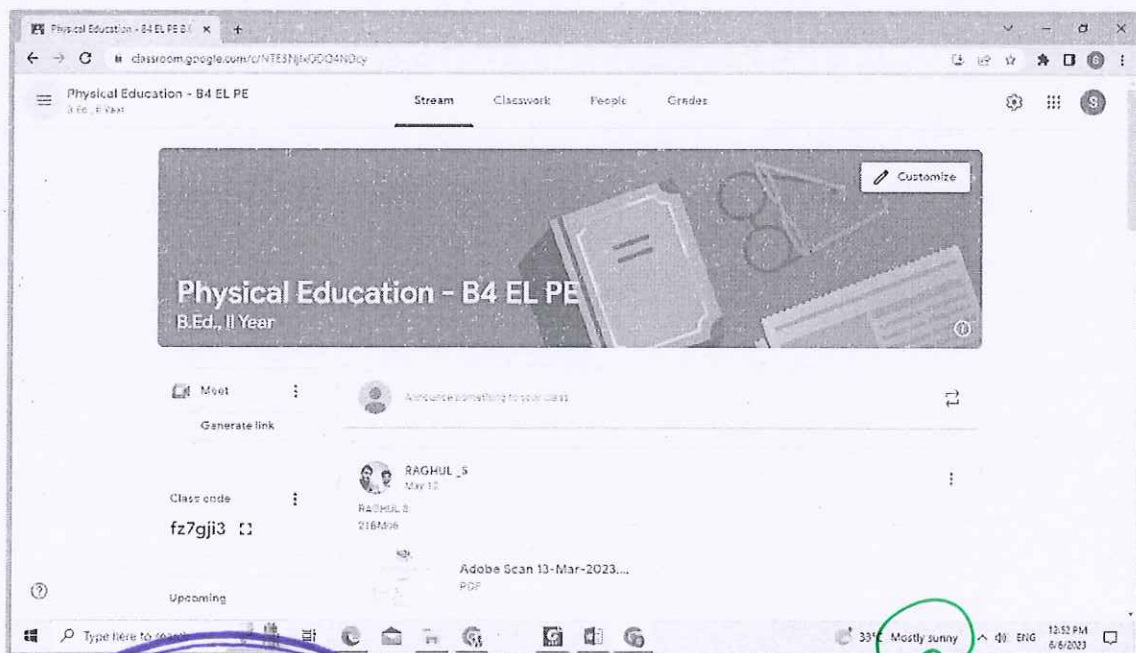 Physical Education - B4 EL PE B.
classroom.google.com/c/
Physical Education - B4 EL PE
B.Ed., II Year
Stream Classwork People Grades
S
Customize
Physical Education - B4 EL PE
B.Ed., II Year
Meet
Generate link
Announce something to your class
RAGHUL _S
May 12
RAGHUL S
Class code
fz7gji3
Adobe Scan 13-Mar-2023....
PDF
Upcoming
Type here to search
33°C Mostly sunny ENG 12:52 PM
6/6/2023